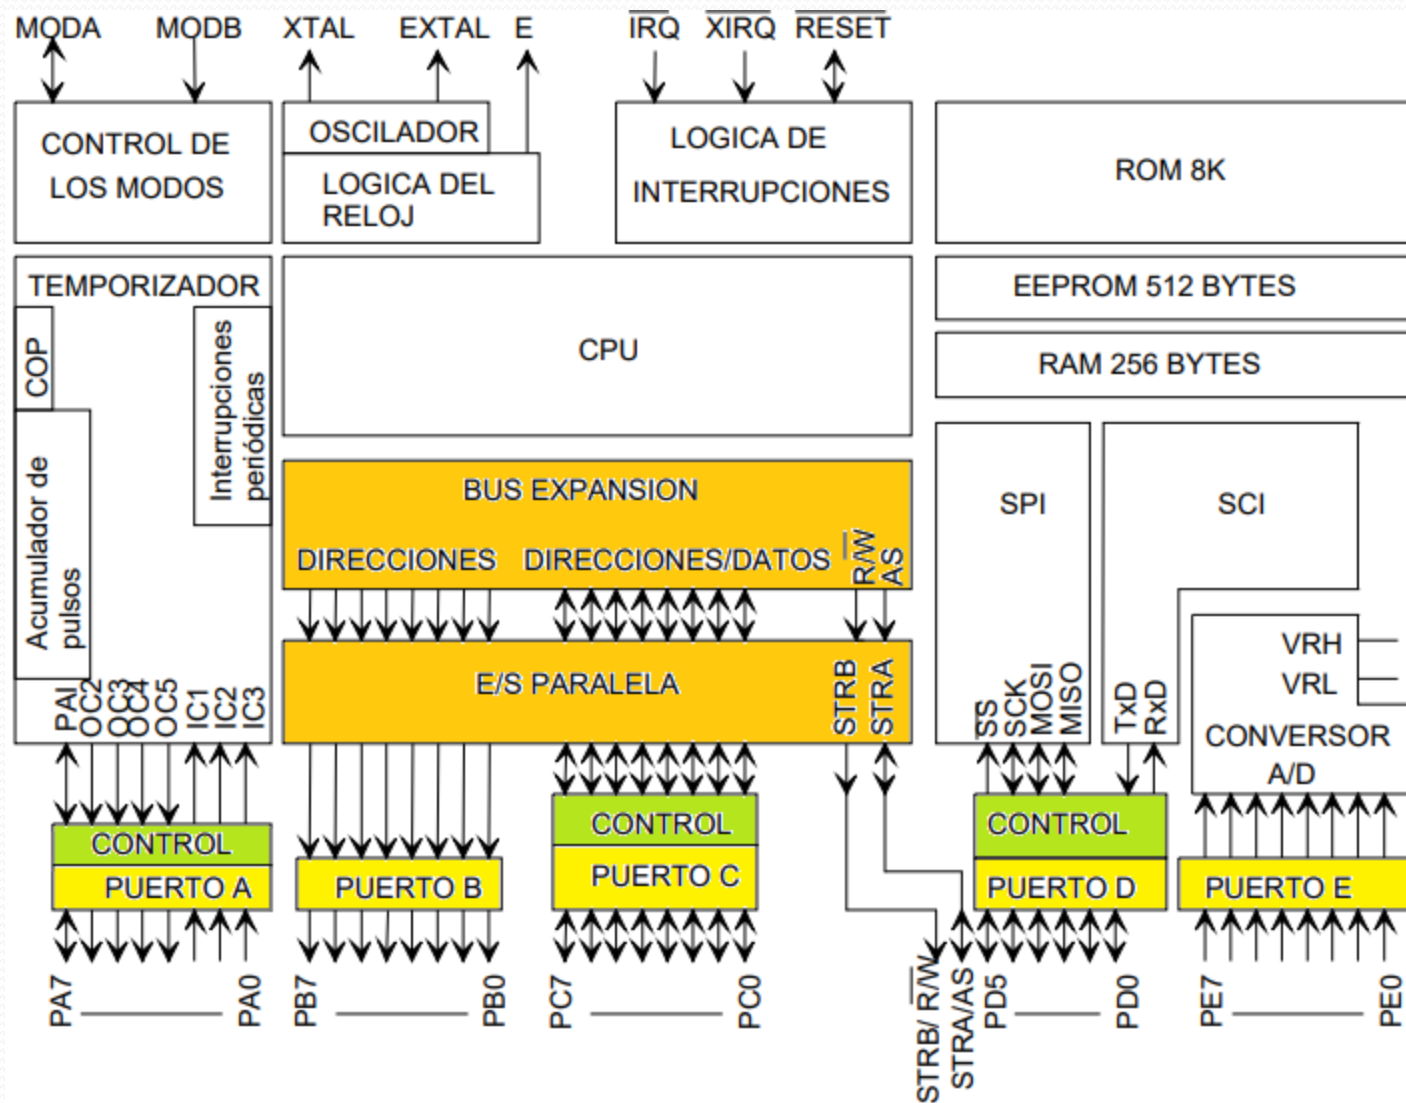 MODA
MODB
XTAL
EXTAL
E
IRQ
XIRQ
RESET
CONTROL DE
LOS MODOS
OSCILADOR
LOGICA DEL
RELOJ
LOGICA DE
INTERRUPCIONES
ROM 8K
TEMPORIZADOR
COP
Interrupciones
periódicas
Acumulador de
pulsos
CPU
EEPROM 512 BYTES
RAM 256 BYTES
BUS EXPANSION
DIRECCIONES
DIRECCIONES/DATOS
R/W
AS
SPI
SCI
VRH
VRL
CONVERSOR
A/D
E/S PARALELA
STRB
STRA
PAI
OC2
OC3
OC4
OC5
IC1
IC2
IC3
SS
SCK
MOSI
MISO
TxD
RxD
CONTROL
PUERTO A
PUERTO B
CONTROL
PUERTO C
CONTROL
PUERTO D
PUERTO E
PA7
PA0
PB7
PB0
PC7
PC0
STRB/ R/W
STRA/AS
PD5
PD0
PE7
PE0